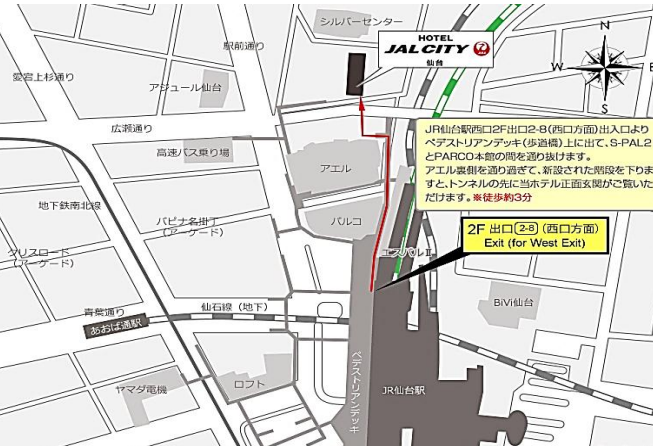 シルバーセンター
HOTEL
JAL CITY
仙台
駅前通り
愛宕上杉通り
アジュール仙台
N
W
E
S
広瀬通り
高速バス乗り場
アエル
JR仙台駅西口2F出口2-8(西口方面)出入口より
ペデストリアンデッキ(歩道橋)上に出て、S-PAL2
とPARCO本館の間を通り抜けます。
アエル裏側を通り過ぎて、新設された階段を下りま
すと、トンネルの先に当ホテル正面玄関がご覧いた
だけます。※徒歩約3分
地下鉄南北線
ハピナ名掛丁
(アーケード)
パルコ
2F 出口 2-8 (西口方面)
Exit (for West Exit)
クリスロード
(アーケード)
エスパルⅡ
青葉通り
仙石線(地下)
BiVi仙台
あおば通駅
ペデストリアンデッキ
ヤマダ電機
ロフト
JR仙台駅